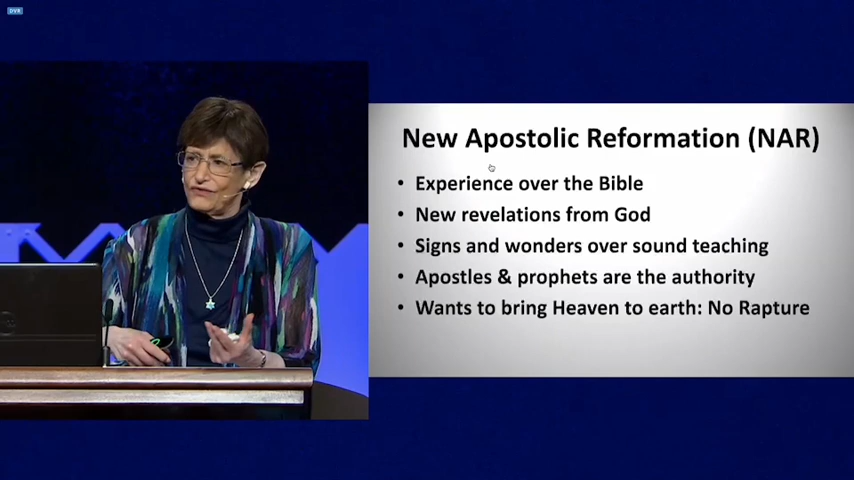 DVR
New Apostolic Reformation (NAR)
• Experience over the Bible
• New revelations from God
• Signs and wonders over sound teaching
• Apostles & prophets are the authority
• Wants to bring Heaven to earth: No Rapture